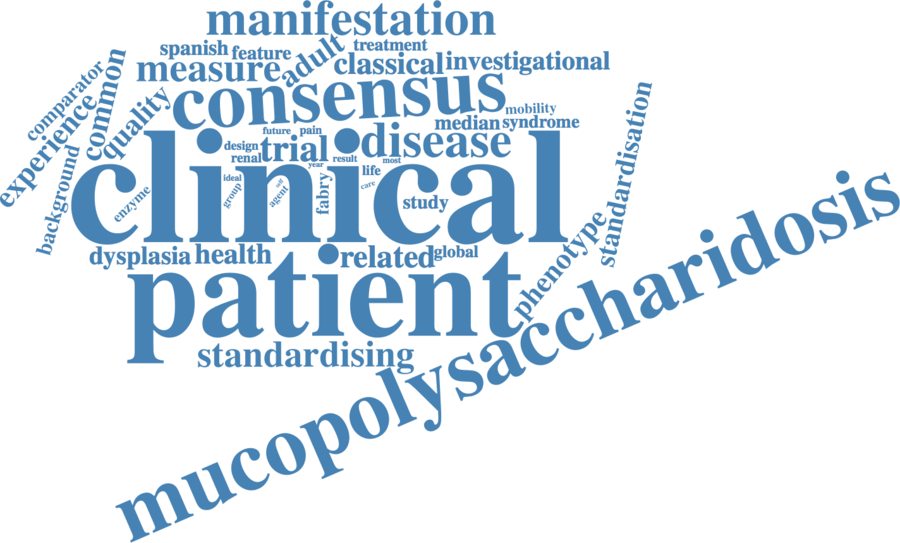 manifestation
spanish
feature
adult
treatment
measure
classical
investigational
comparator
experience
common
quality
consensus
mobility
median
syndrome
future
pain
design
trial
disease
renal
year
result
most
clinical
background
enzyme
ideal
group
agent
fabry
life
care
study
standardisation
dysplasia
health
related
global
phenotype
patient
standardising
mucopolysaccharidosis